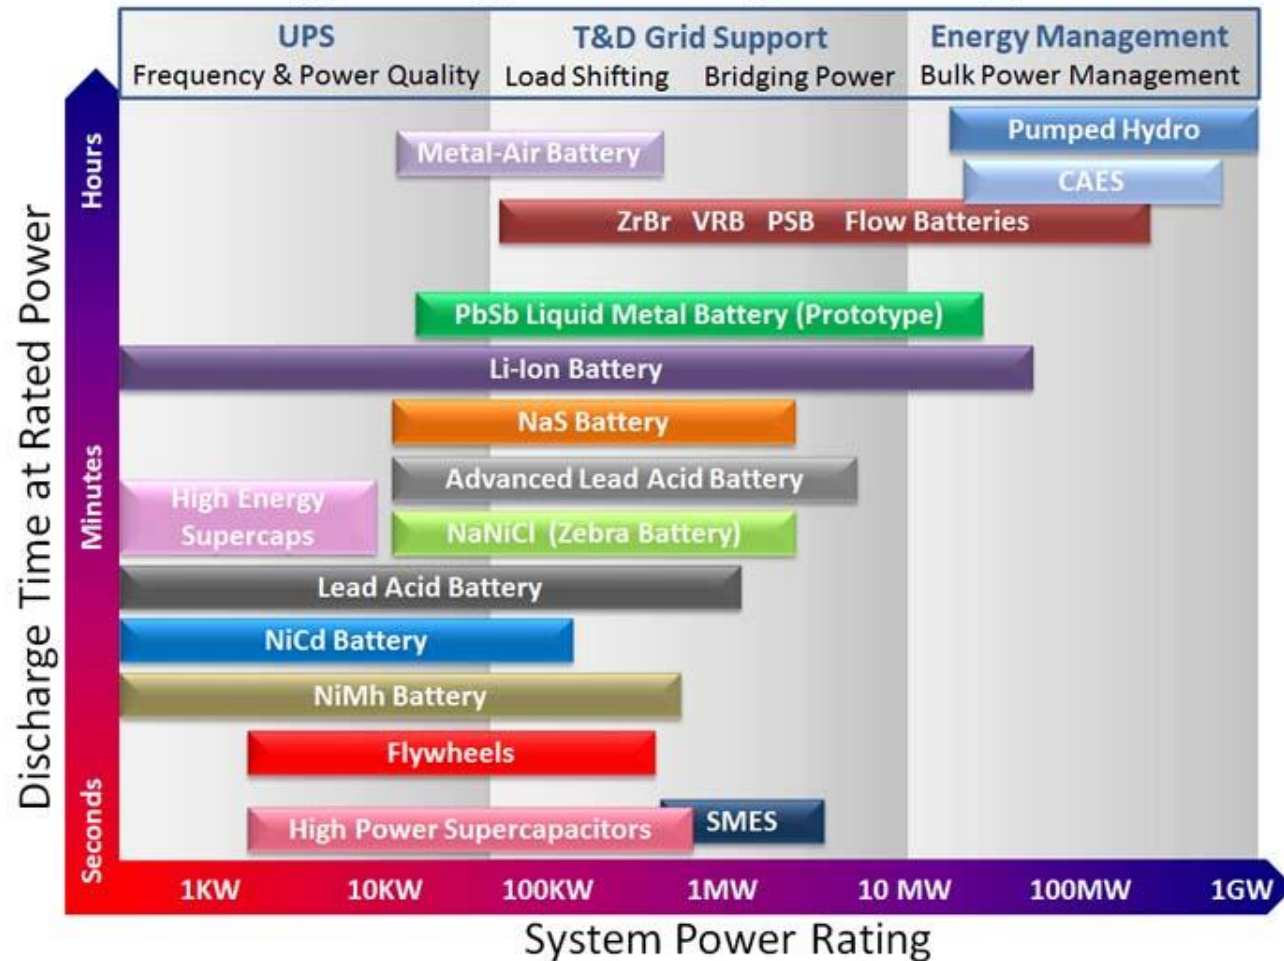 UPS
T&D Grid Support
Energy Management
Frequency & Power Quality
Load Shifting
Bridging Power
Bulk Power Management
Discharge Time at Rated Power
Hours
Minutes
Seconds
Pumped Hydro
Metal-Air Battery
CAES
ZrBr VRB PSB Flow Batteries
PbSb Liquid Metal Battery (Prototype)
Li-Ion Battery
NaS Battery
Advanced Lead Acid Battery
High Energy
Supercaps
NaNiCl (Zebra Battery)
Lead Acid Battery
NiCd Battery
NiMh Battery
Flywheels
High Power Supercapacitors
SMES
1KW
10KW
100KW
1MW
10 MW
100MW
1GW
System Power Rating